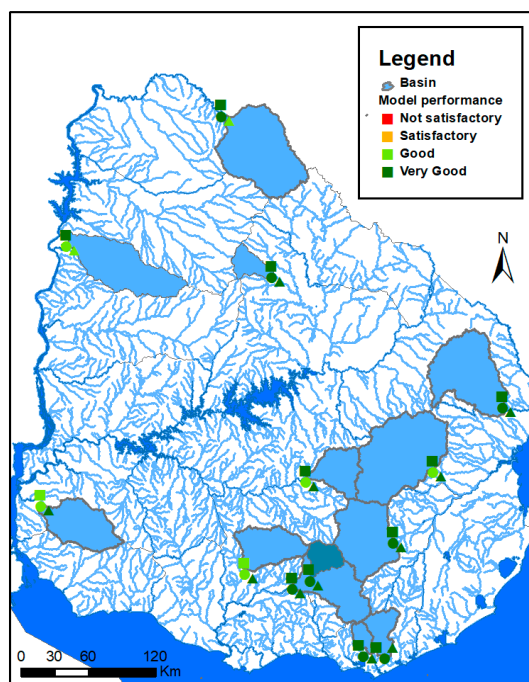 Legend
Basin
Model performance
Not satisfactory
Satisfactory
Good
Very Good
N
0 30 60 120
Km